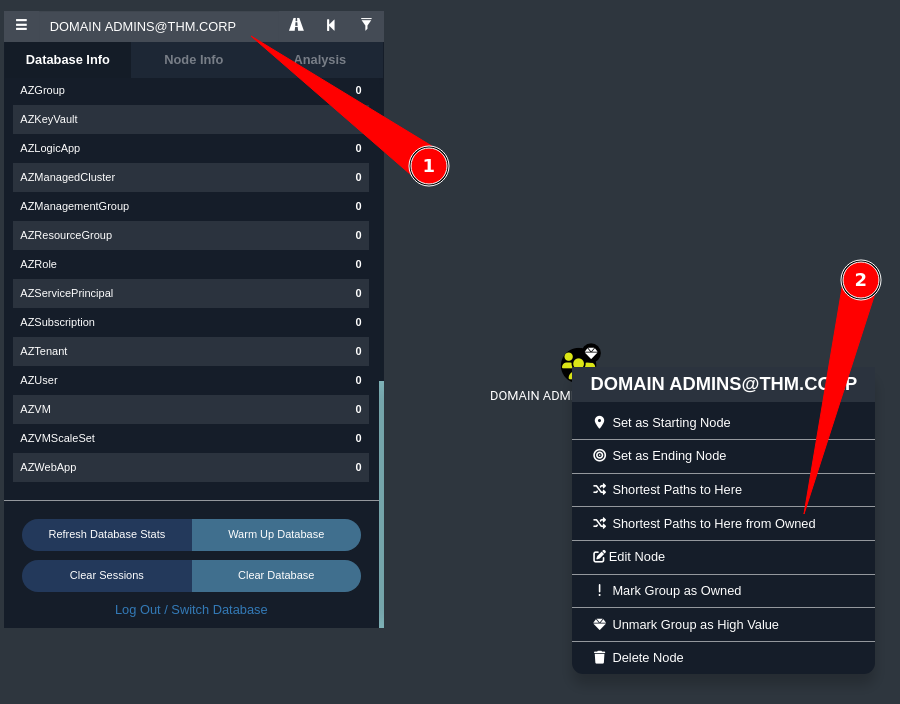 DOMAIN ADMINS@THM.CORP
Database Info Node Info Analysis
AZGroup 0
AZKeyVault
AZLogicApp 0
AZManagedCluster 0
AZManagementGroup 0
AZResourceGroup 0
AZRole 0
AZServicePrincipal 0
AZSubscription 0
AZTenant 0
AZUser 0
AZVM 0
AZVMScaleSet 0
AZWebApp 0
Refresh Database Stats Warm Up Database
Clear Sessions Clear Database
Log Out / Switch Database
1
2
DOMAIN ADM
DOMAIN ADMINS@THM.CORP
Set as Starting Node
Set as Ending Node
Shortest Paths to Here
Shortest Paths to Here from Owned
Edit Node
Mark Group as Owned
Unmark Group as High Value
Delete Node